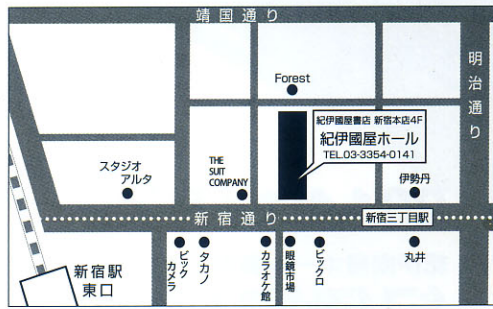 靖国通り
明治通り
Forest
紀伊國屋書店 新宿本店4F
紀伊國屋ホール
TEL.03-3354-0141
スタジオ
アルタ
THE
SUIT
COMPANY
伊勢丹
新宿通り
新宿三丁目駅
ビック
カメラ
タカノ
カラオケ館
眼鏡市場
ビックロ
丸井
新宿駅
東口